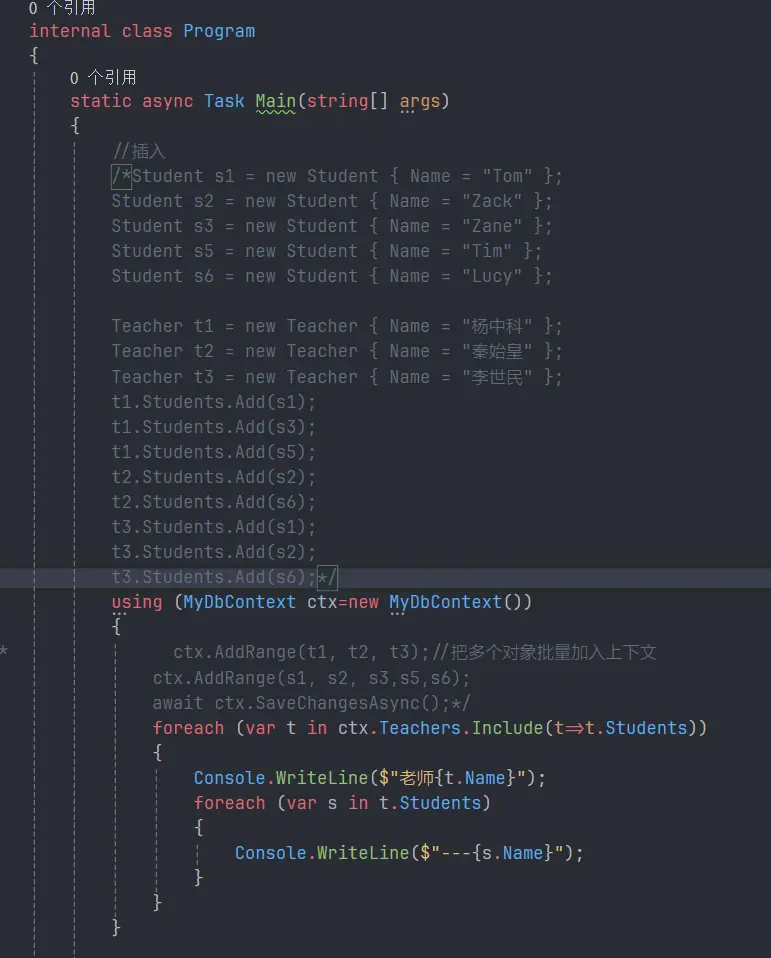 0 个引用
internal class Program
{
0 个引用
static async Task Main(string[] args)
{
//插入
/*Student s1 = new Student { Name = "Tom" };
Student s2 = new Student { Name = "Zack" };
Student s3 = new Student { Name = "Zane" };
Student s5 = new Student { Name = "Tim" };
Student s6 = new Student { Name = "Lucy" };
Teacher t1 = new Teacher { Name = "杨中科" };
Teacher t2 = new Teacher { Name = "秦始皇" };
Teacher t3 = new Teacher { Name = "李世民" };
t1.Students.Add(s1);
t1.Students.Add(s3);
t1.Students.Add(s5);
t2.Students.Add(s2);
t2.Students.Add(s6);
t3.Students.Add(s1);
t3.Students.Add(s2);
t3.Students.Add(s6);*/
using (MyDbContext ctx=new MyDbContext())
{
* ctx.AddRange(t1, t2, t3);//把多个对象批量加入上下文
ctx.AddRange(s1, s2, s3,s5,s6);
await ctx.SaveChangesAsync();*/
foreach (var t in ctx.Teachers.Include(t=>t.Students))
{
Console.WriteLine($"老师{t.Name}");
foreach (var s in t.Students)
{
Console.WriteLine($"---{s.Name}");
}
}
}